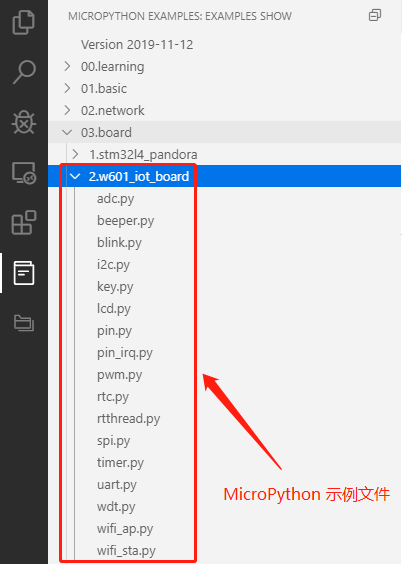 MICROPYTHON EXAMPLES: EXAMPLES SHOW
Version 2019-11-12
00.learning
01.basic
02.network
03.board
1.stm32l4_pandora
2.w601_iot_board
adc.py
beeper.py
blink.py
i2c.py
key.py
lcd.py
pin.py
pin_irq.py
pwm.py
rtc.py
rtthread.py
spi.py
timer.py
uart.py
MicroPython 示例文件
wdt.py
wifi_ap.py
wifi_sta.py